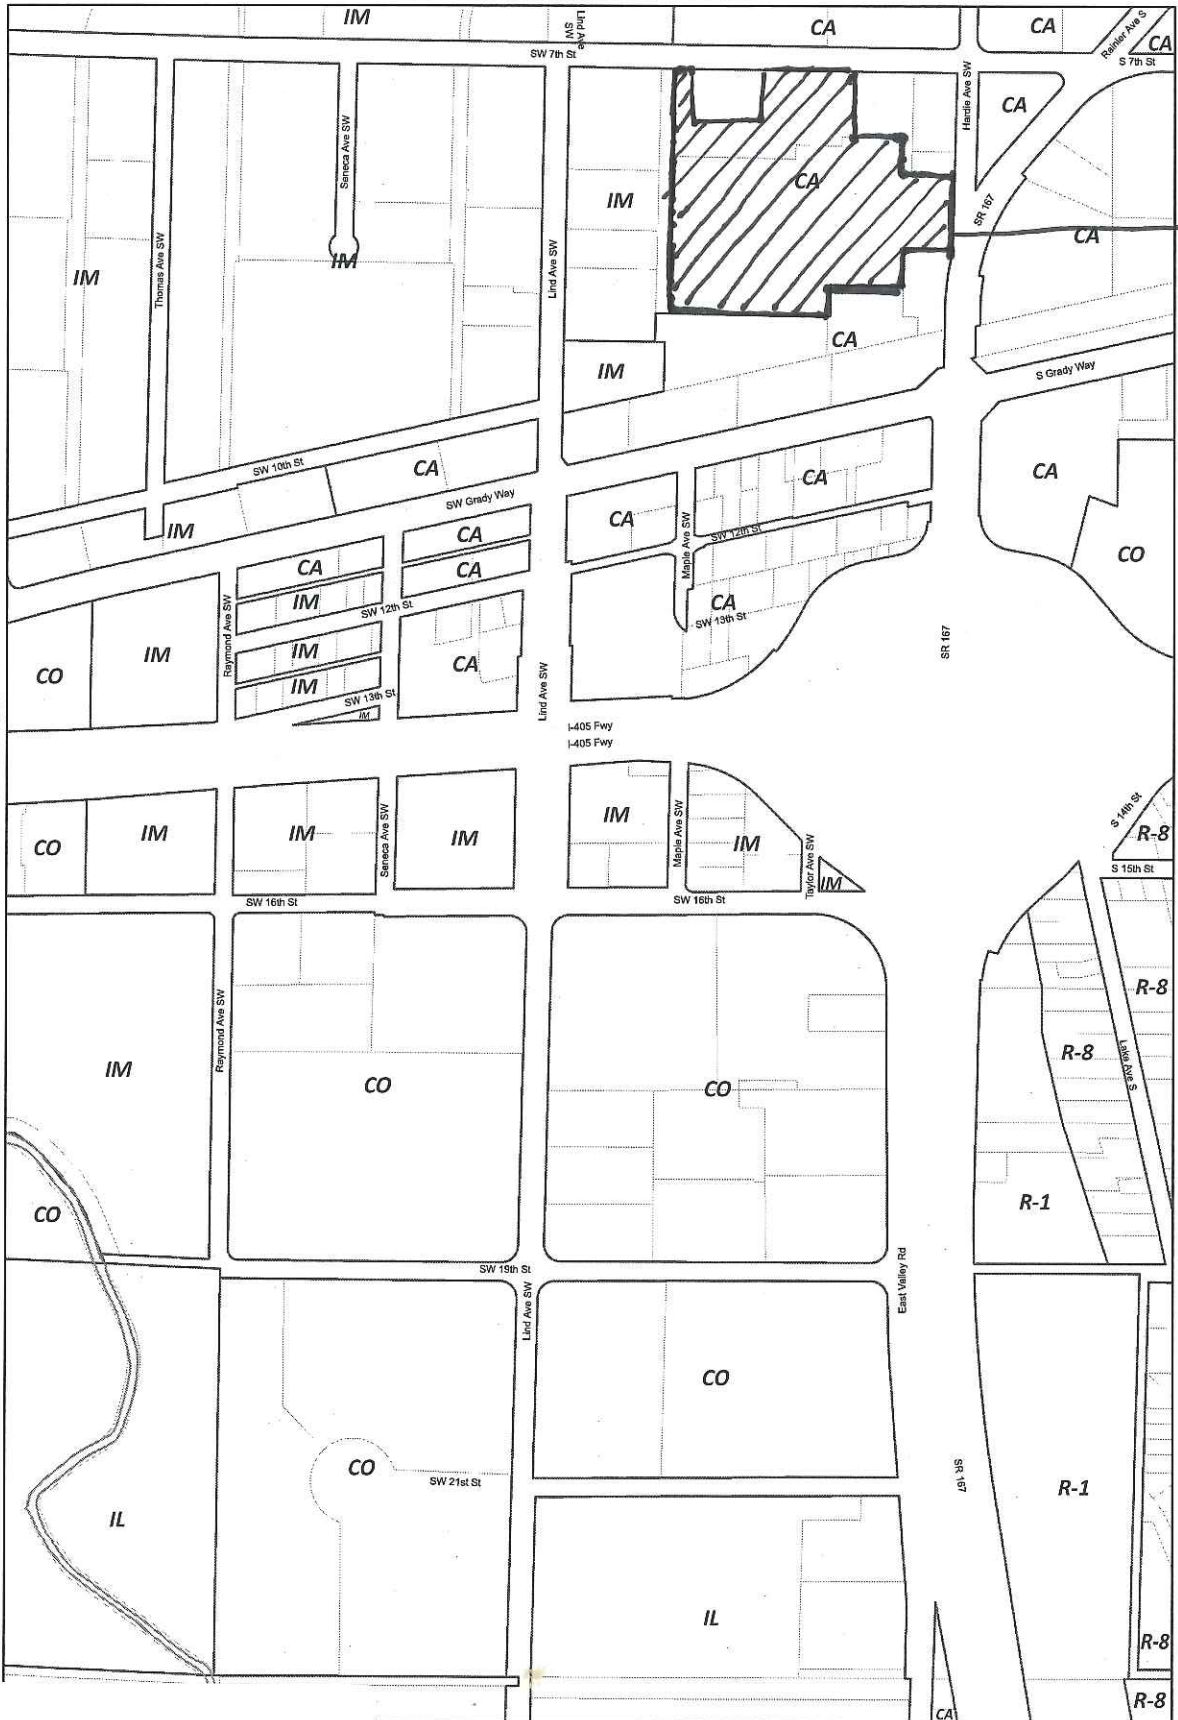 IM
Lind Ave SW
CA
CA
Rainier Ave S
CA
SW 7th St
S 7th St
Seneca Ave SW
Hardie Ave SW
CA
CA
IM
SR 167
CA
IM
IM
Thomas Ave SW
Lind Ave SW
CA
IM
S Grady Way
SW 10th St
CA
CA
CA
SW Grady Way
IM
CA
CA
Maple Ave SW
SW 12th St
CO
CA
CA
IM
SW 12th St
CA
SW 13th St
Raymond Ave SW
IM
IM
CA
SR 167
CO
IM
SW 13th St
IM
Lind Ave SW
I-405 Fwy
I-405 Fwy
S 14th St
R-8
CO
IM
IM
Seneca Ave SW
IM
IM
Maple Ave SW
IM
Taylor Ave SW
IM
S 15th St
SW 16th St
SW 16th St
R-8
Raymond Ave SW
IM
CO
CO
R-8
Lake Ave S
CO
R-1
SW 19th St
East Valley Rd
Lind Ave SW
CO
CO
SW 21st St
SR 167
R-1
IL
IL
R-8
R-8
CA